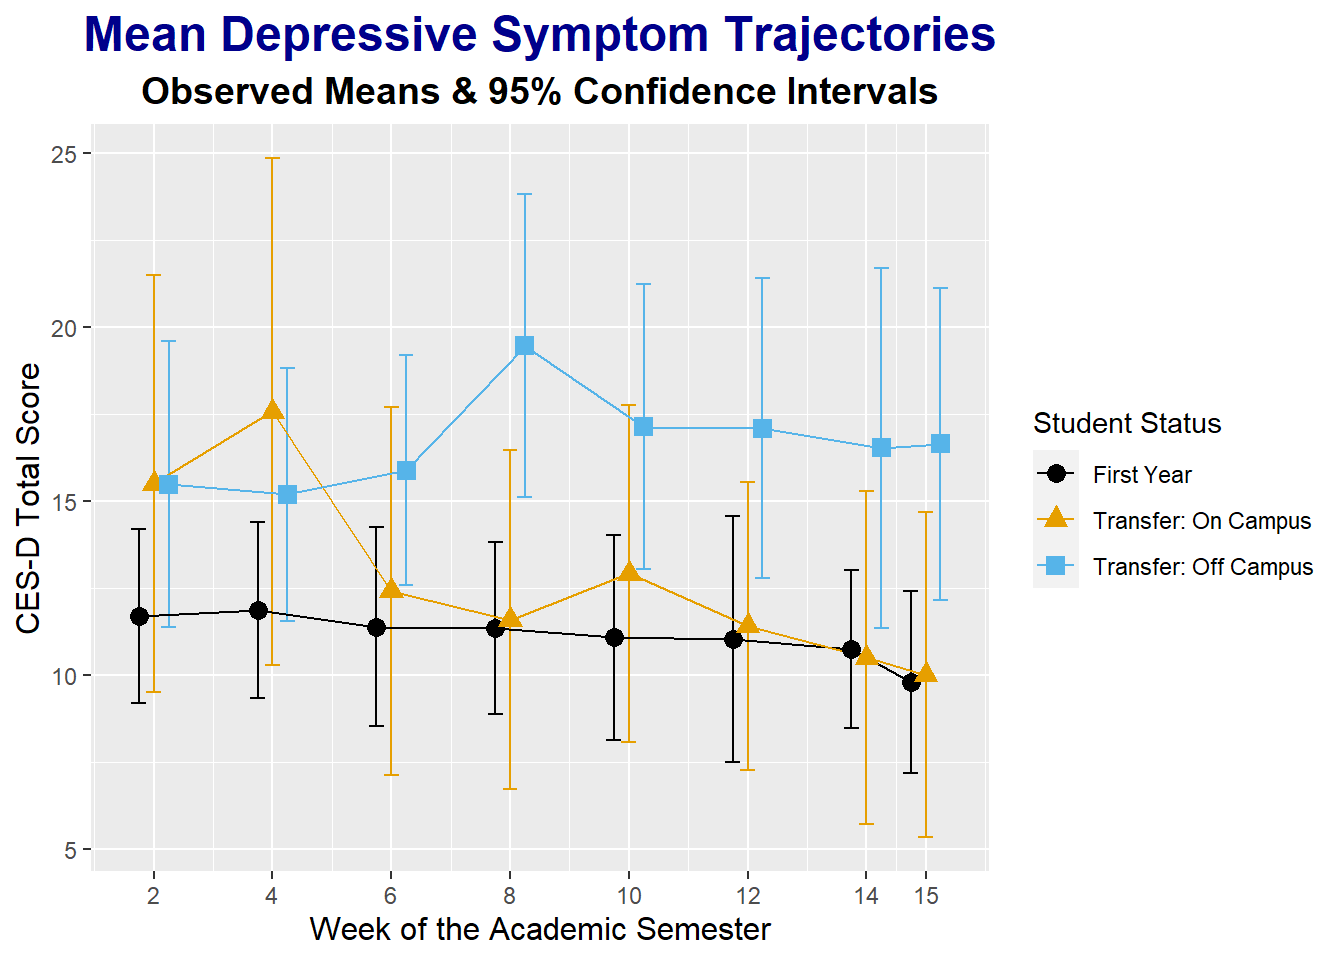 Mean Depressive Symptom Trajectories
Observed Means & 95% Confidence Intervals
CES-D Total Score
25
20
15
10
5
2 4 6 8 10 12 14 15
Week of the Academic Semester
Student Status
First Year
Transfer: On Campus
Transfer: Off Campus